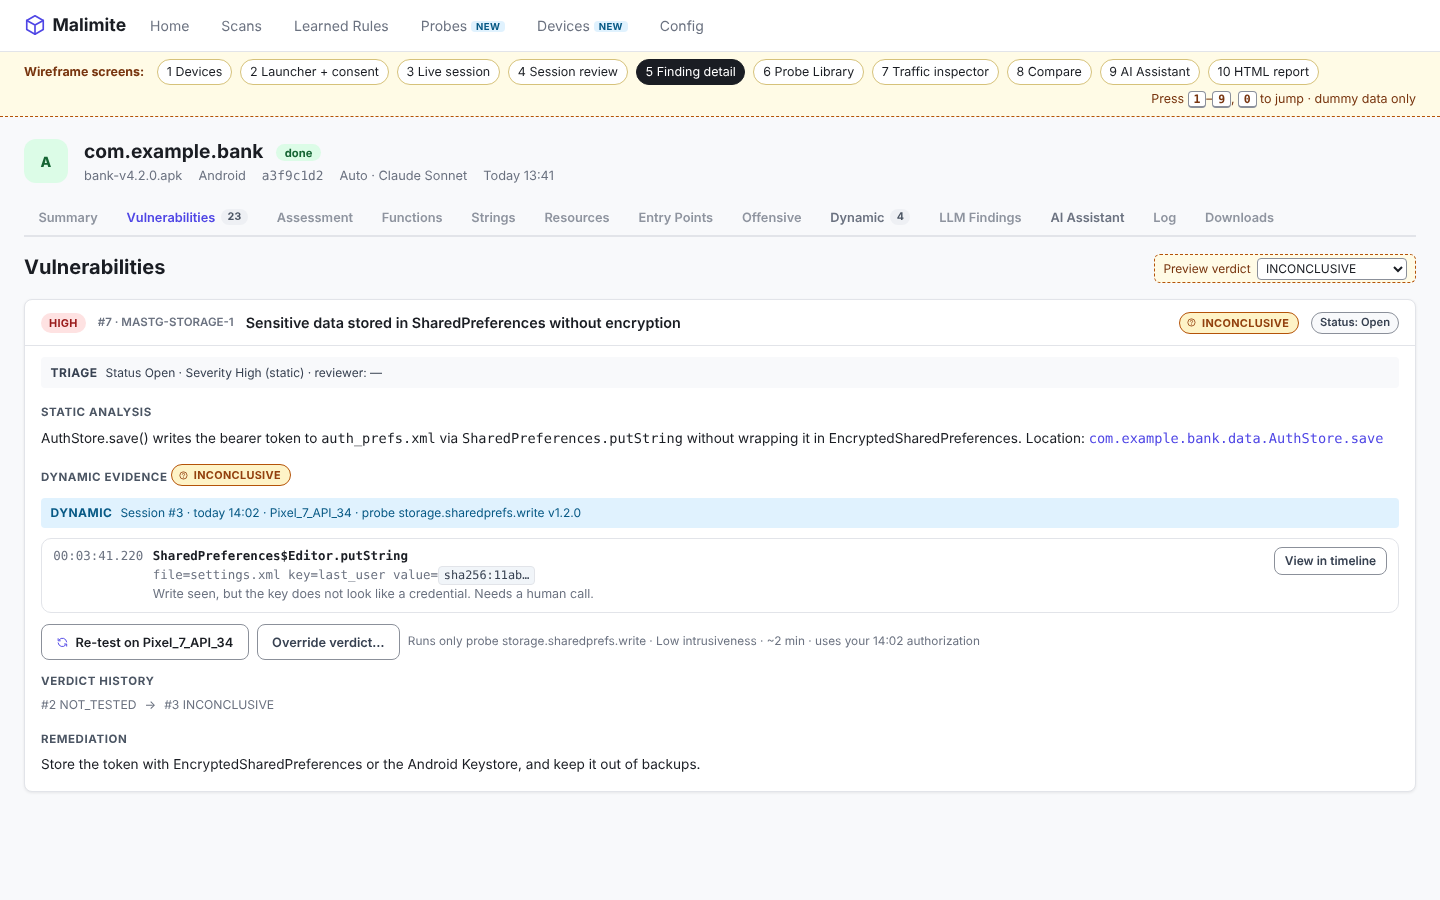 Malimite Home Scans Learned Rules Probes NEW Devices NEW Config
Wireframe screens: 1 Devices 2 Launcher + consent 3 Live session 4 Session review 5 Finding detail 6 Probe Library 7 Traffic inspector 8 Compare 9 AI Assistant 10 HTML report
Press 1–9, 0 to jump · dummy data only
A
com.example.bank done
bank-v4.2.0.apk Android a3f9c1d2 Auto · Claude Sonnet Today 13:41
Summary Vulnerabilities 23 Assessment Functions Strings Resources Entry Points Offensive Dynamic 4 LLM Findings AI Assistant Log Downloads
Vulnerabilities
Preview verdict INCONCLUSIVE
HIGH #7 · MASTG-STORAGE-1 Sensitive data stored in SharedPreferences without encryption INCONCLUSIVE Status: Open
TRIAGE Status Open · Severity High (static) · reviewer: —
STATIC ANALYSIS
AuthStore.save() writes the bearer token to auth_prefs.xml via SharedPreferences.putString without wrapping it in EncryptedSharedPreferences. Location: com.example.bank.data.AuthStore.save
DYNAMIC EVIDENCE INCONCLUSIVE
DYNAMIC Session #3 · today 14:02 · Pixel_7_API_34 · probe storage.sharedprefs.write v1.2.0
00:03:41.220 SharedPreferences$Editor.putString
file=settings.xml key=last_user value=sha256:11ab…
Write seen, but the key does not look like a credential. Needs a human call.
View in timeline
Re-test on Pixel_7_API_34 Override verdict… Runs only probe storage.sharedprefs.write · Low intrusiveness · ~2 min · uses your 14:02 authorization
VERDICT HISTORY
#2 NOT_TESTED → #3 INCONCLUSIVE
REMEDIATION
Store the token with EncryptedSharedPreferences or the Android Keystore, and keep it out of backups.